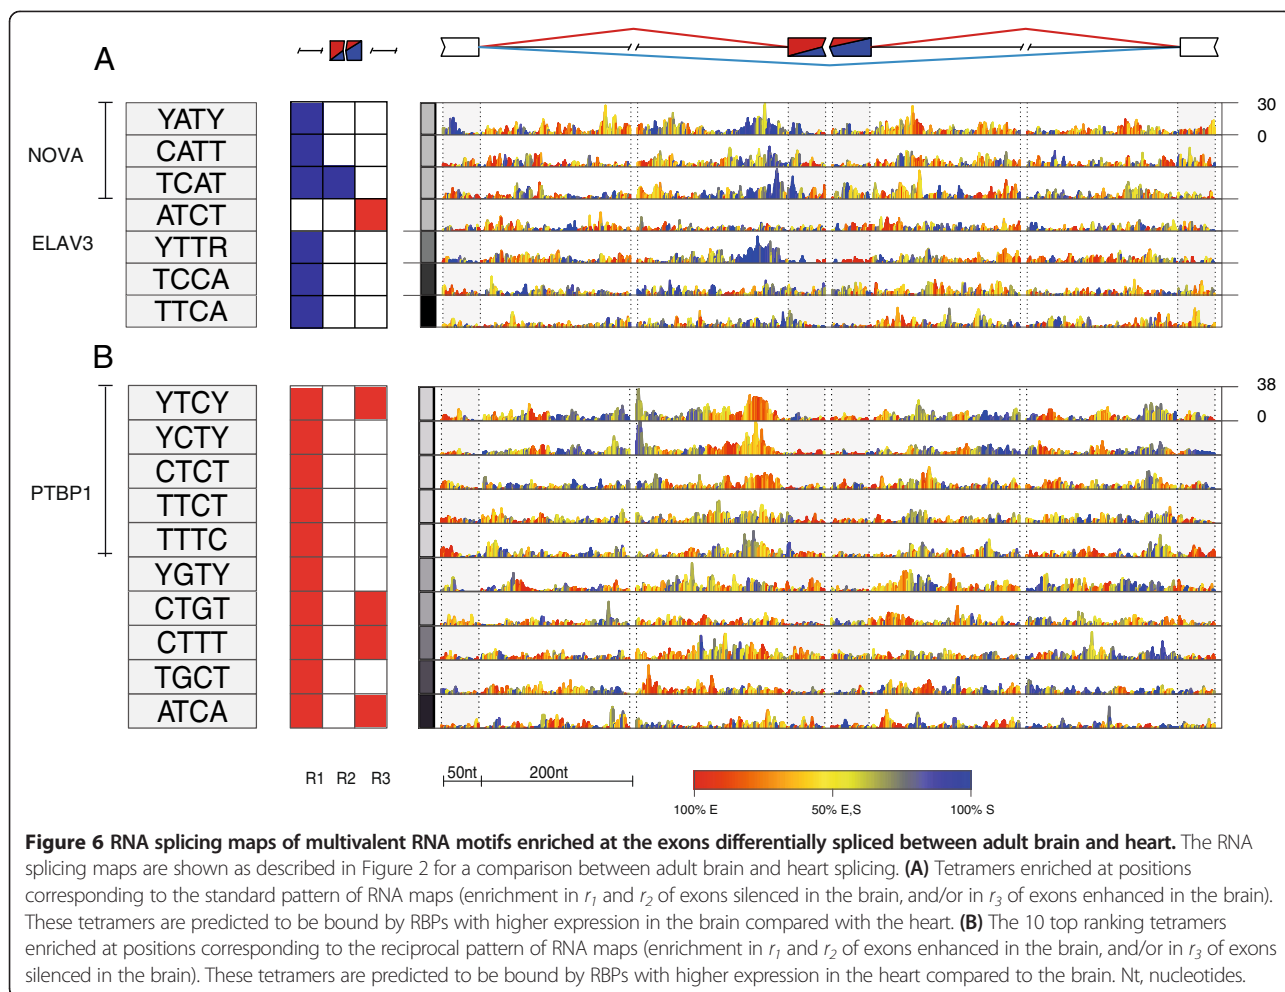 A
30
0
NOVA
ELAV3
YATY
CATT
TCAT
ATCT
YTTR
TCCA
TTCA
B
38
0
PTBP1
YTCY
YCTY
CTCT
TTCT
TTTC
YGTY
CTGT
CTTT
TGCT
ATCA
R1 R2 R3
50nt 200nt
100% E 50% E,S 100% S
Figure 6 RNA splicing maps of multivalent RNA motifs enriched at the exons differentially spliced between adult brain and heart. The RNA
splicing maps are shown as described in Figure 2 for a comparison between adult brain and heart splicing. (A) Tetramers enriched at positions
corresponding to the standard pattern of RNA maps (enrichment in r1 and r2 of exons silenced in the brain, and/or in r3 of exons enhanced in the brain).
These tetramers are predicted to be bound by RBPs with higher expression in the brain compared with the heart. (B) The 10 top ranking tetramers
enriched at positions corresponding to the reciprocal pattern of RNA maps (enrichment in r1 and r2 of exons enhanced in the brain, and/or in r3 of exons
silenced in the brain). These tetramers are predicted to be bound by RBPs with higher expression in the heart compared to the brain. Nt, nucleotides.